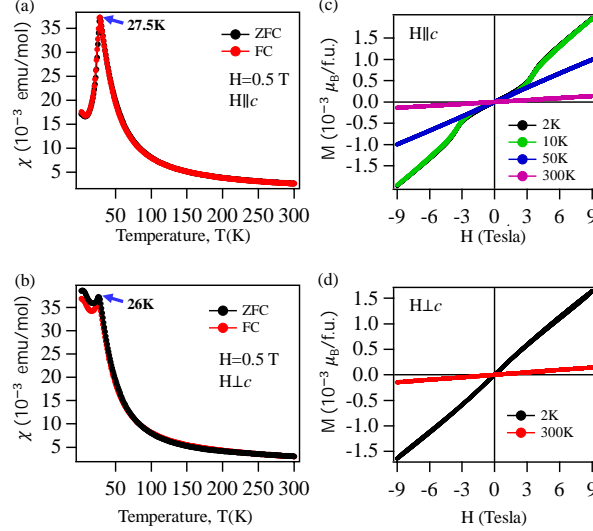 (a)
27.5K
ZFC
FC
H=0.5 T
H∥c
χ (10⁻³ emu/mol)
35
30
25
20
15
10
5
50 100 150 200 250 300
Temperature, T(K)
(c)
H∥c
M (10⁻³ μB/f.u.)
1.5
1.0
0.5
0.0
-0.5
-1.0
-1.5
2K
10K
50K
300K
-9 -6 -3 0 3 6 9
H (Tesla)
(b)
26K
ZFC
FC
H=0.5 T
H⊥c
χ (10⁻³ emu/mol)
35
30
25
20
15
10
5
50 100 150 200 250 300
Temperature, T(K)
(d)
H⊥c
M (10⁻³ μB/f.u.)
1.5
1.0
0.5
0.0
-0.5
-1.0
-1.5
2K
300K
-9 -6 -3 0 3 6 9
H (Tesla)